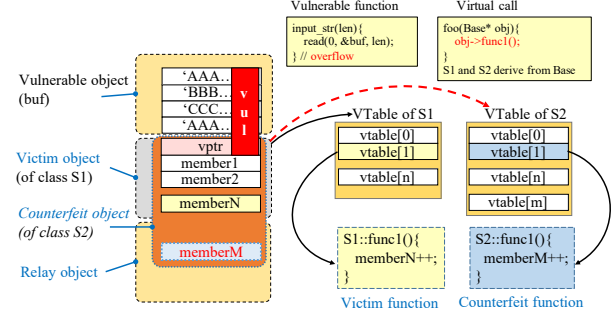 Vulnerable function
input_str(len){
read(0, &buf, len);
} // overflow
Virtual call
foo(Base* obj){
obj->func1();
}
S1 and S2 derive from Base
Vulnerable object
(buf)
‘AAA…
‘BBB…
‘CCC…
‘AAA…
vul
Victim object
(of class S1)
vptr
member1
member2
memberN
Counterfeit object
(of class S2)
memberM
Relay object
VTable of S1
vtable[0]
vtable[1]
vtable[n]
VTable of S2
vtable[0]
vtable[1]
vtable[n]
vtable[m]
S1::func1(){
memberN++;
}
Victim function
S2::func1(){
memberM++;
}
Counterfeit function